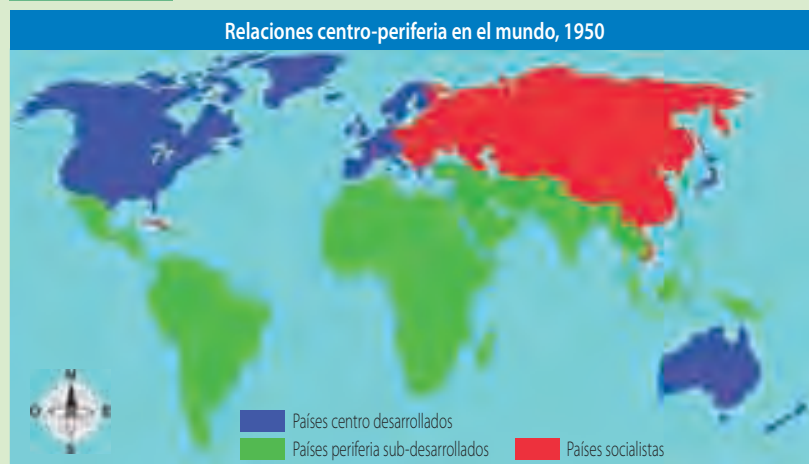 Relaciones centro-periferia en el mundo, 1950
N
O E
S
Países centro desarrollados
Países periferia sub-desarrollados
Países socialistas